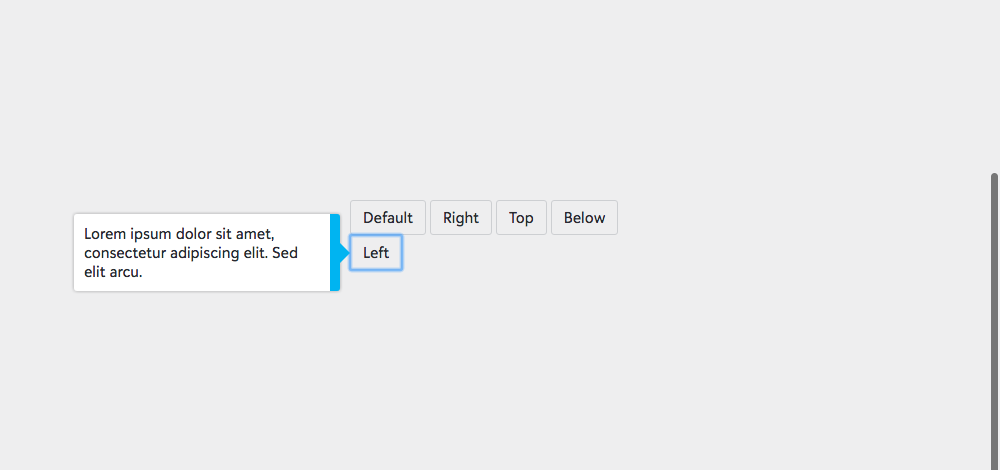 Default Right Top Below
Lorem ipsum dolor sit amet,
consectetur adipiscing elit. Sed
elit arcu.
Left